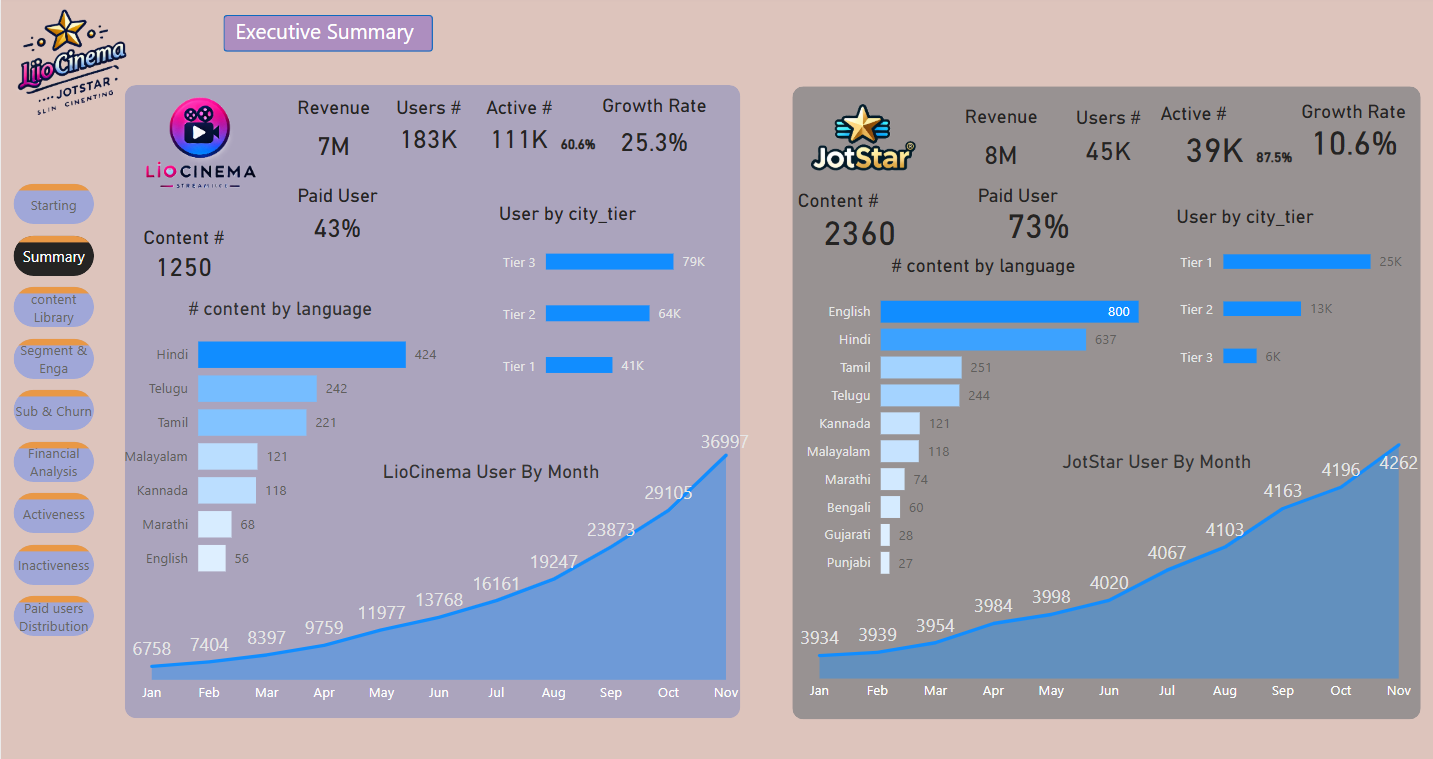 LioCinema
JOTSTAR
SLIN CINENTING
Executive Summary
Starting
Summary
content
Library
Segment &
Enga
Sub & Churn
Financial
Analysis
Activeness
Inactiveness
Paid users
Distribution
LIOCINEMA
Revenue
7M
Users #
183K
Active #
111K 60.6%
Growth Rate
25.3%
Paid User
43%
Content #
1250
User by city_tier
Tier 3 79K
Tier 2 64K
Tier 1 41K
# content by language
Hindi 424
Telugu 242
Tamil 221
Malayalam 121
Kannada 118
Marathi 68
English 56
LioCinema User By Month
6758 7404 8397 9759 11977 13768 16161 19247 23873 29105 36997
Jan Feb Mar Apr May Jun Jul Aug Sep Oct Nov
JotStar
Revenue
8M
Users #
45K
Active #
39K 87.5%
Growth Rate
10.6%
Content #
2360
Paid User
73%
User by city_tier
Tier 1 25K
Tier 2 13K
Tier 3 6K
# content by language
English 800
Hindi 637
Tamil 251
Telugu 244
Kannada 121
Malayalam 118
Marathi 74
Bengali 60
Gujarati 28
Punjabi 27
JotStar User By Month
3934 3939 3954 3984 3998 4020 4067 4103 4163 4196 4262
Jan Feb Mar Apr May Jun Jul Aug Sep Oct Nov